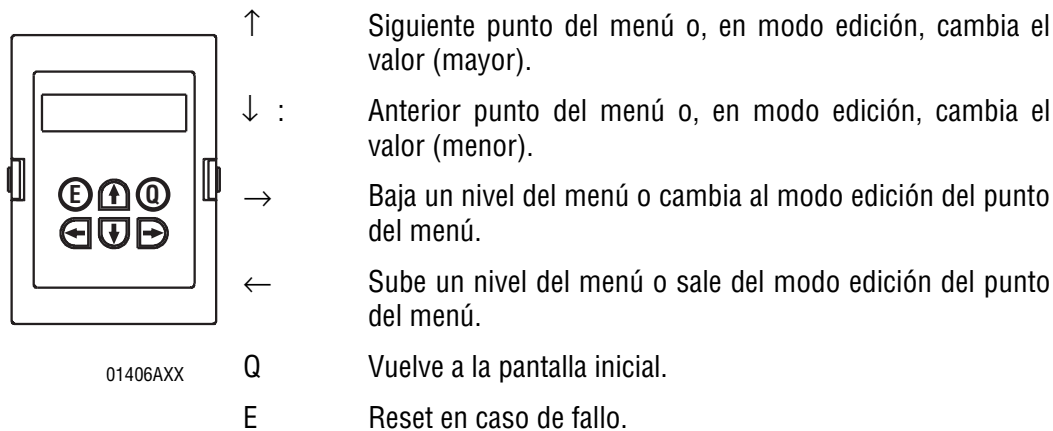 ↑ Siguiente punto del menú o, en modo edición, cambia el
valor (mayor).
↓ : Anterior punto del menú o, en modo edición, cambia el
valor (menor).
E Q
→ Baja un nivel del menú o cambia al modo edición del punto
del menú.
← Sube un nivel del menú o sale del modo edición del punto
del menú.
01406AXX
Q Vuelve a la pantalla inicial.
E Reset en caso de fallo.